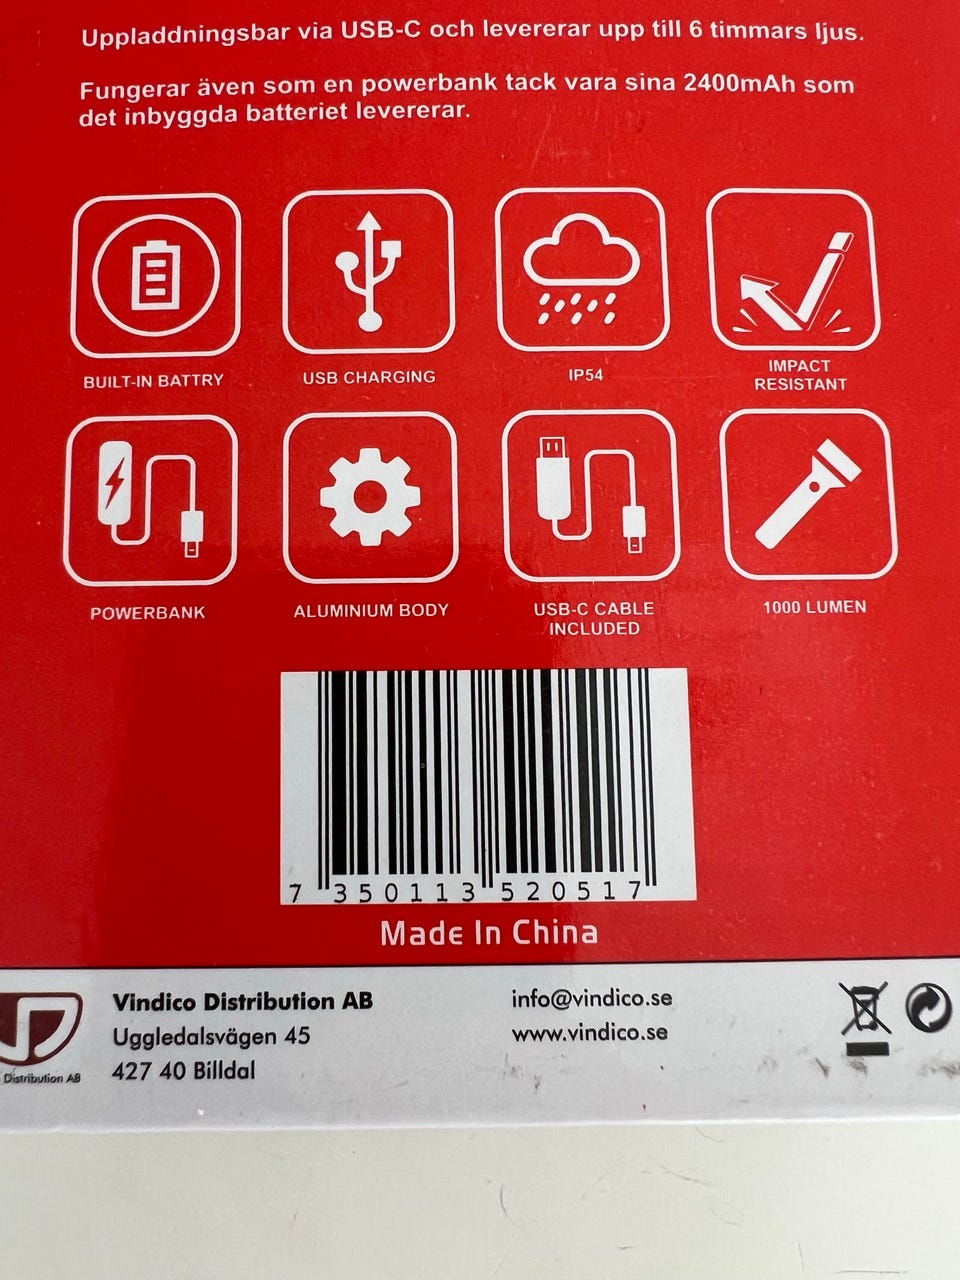 Uppladdningsbar via USB-C och levererar upp till 6 timmars ljus.
Fungerar även som en powerbank tack vara sina 2400mAh som
det inbyggda batteriet levererar.
BUILT-IN BATTRY
USB CHARGING
IP54
IMPACT
RESISTANT
POWERBANK
ALUMINIUM BODY
USB-C CABLE
INCLUDED
1000 LUMEN
7 350113 520517
Made In China
Vindico Distribution AB
Uggledalsvägen 45
427 40 Billdal
info@vindico.se
www.vindico.se
Distribution AB